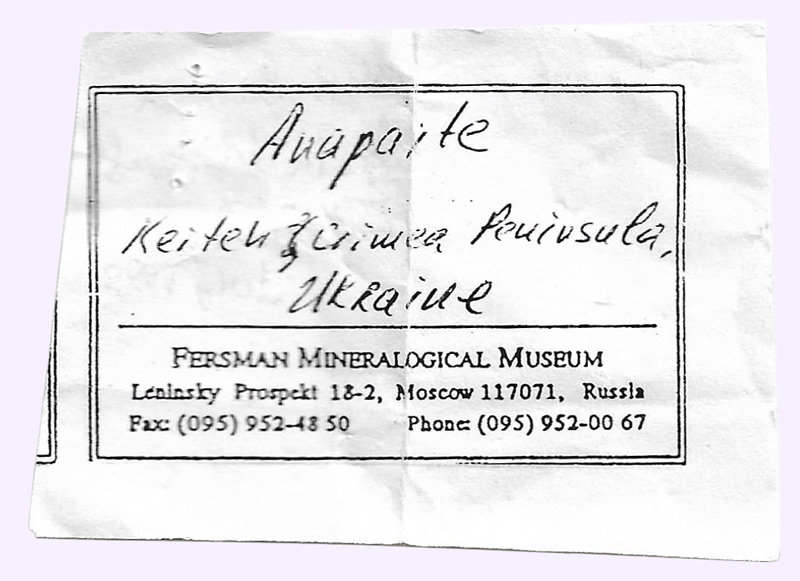 Anapaite
Kertch Crimea Peninsula,
Ukraine
FERSMAN MINERALOGICAL MUSEUM
Leninsky Prospekt 18-2, Moscow 117071, Russia
Fax: (095) 952-48 50 Phone: (095) 952-00 67